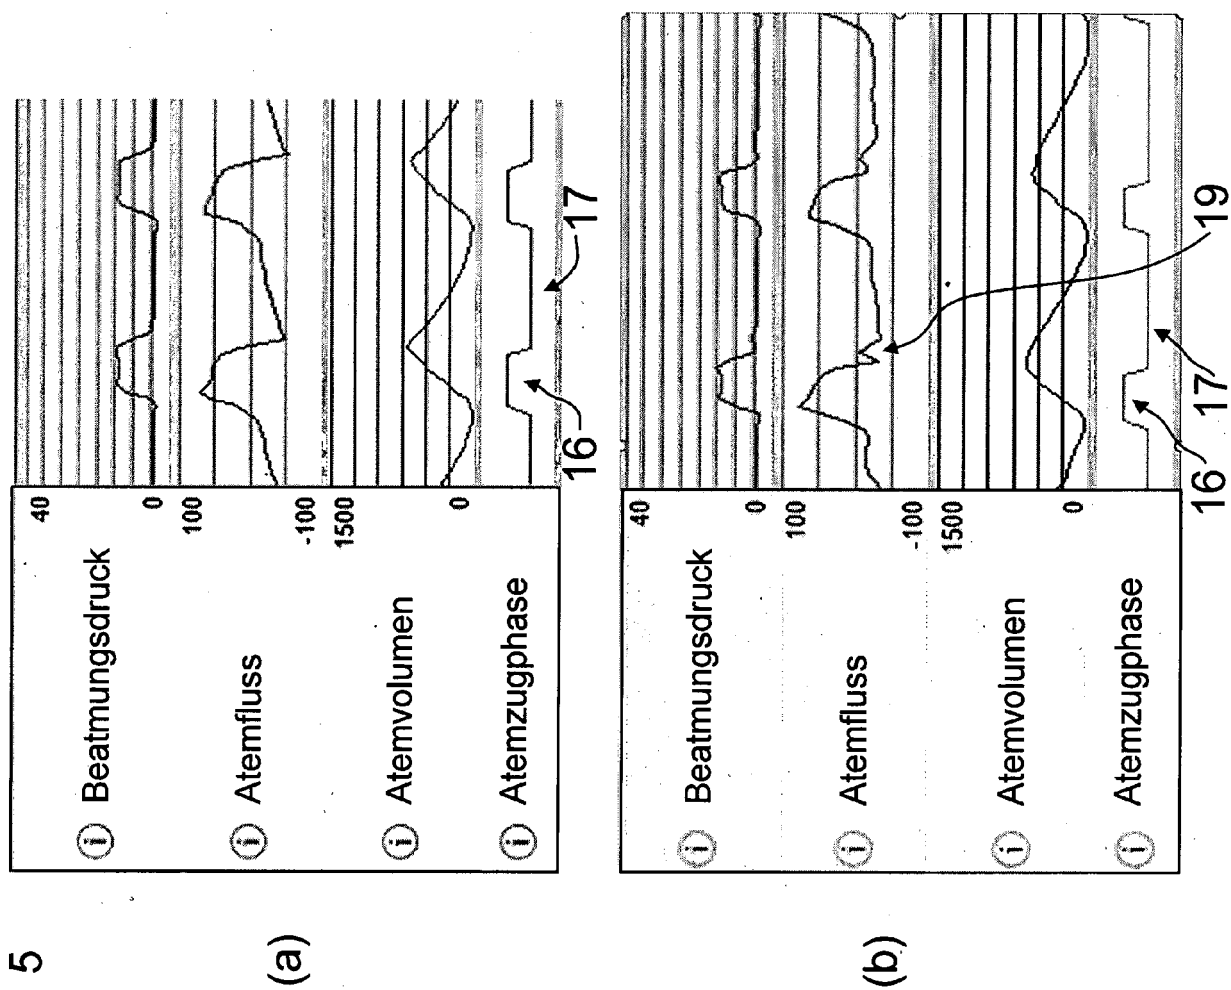 5
(a)
i Beatmungsdruck
40
0
i Atemfluss
100
-100
i Atemvolumen
1500
0
i Atemzugphase
16
17
(b)
i Beatmungsdruck
40
0
i Atemfluss
100
-100
i Atemvolumen
1500
0
i Atemzugphase
16
17
19